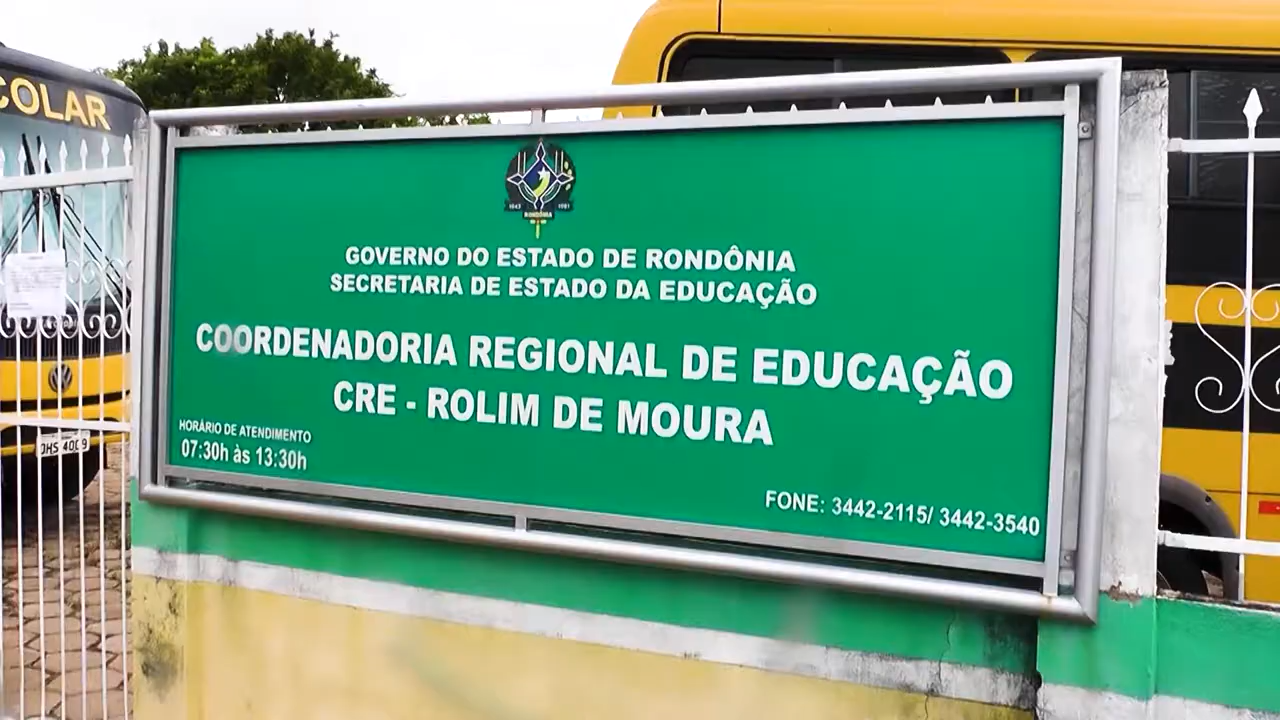 COLAR
GOVERNO DO ESTADO DE RONDÔNIA
SECRETARIA DE ESTADO DA EDUCAÇÃO
COORDENADORIA REGIONAL DE EDUCAÇÃO
CRE - ROLIM DE MOURA
HORÁRIO DE ATENDIMENTO
07:30h às 13:30h
FONE: 3442-2115/ 3442-3540
RONDÔNIA